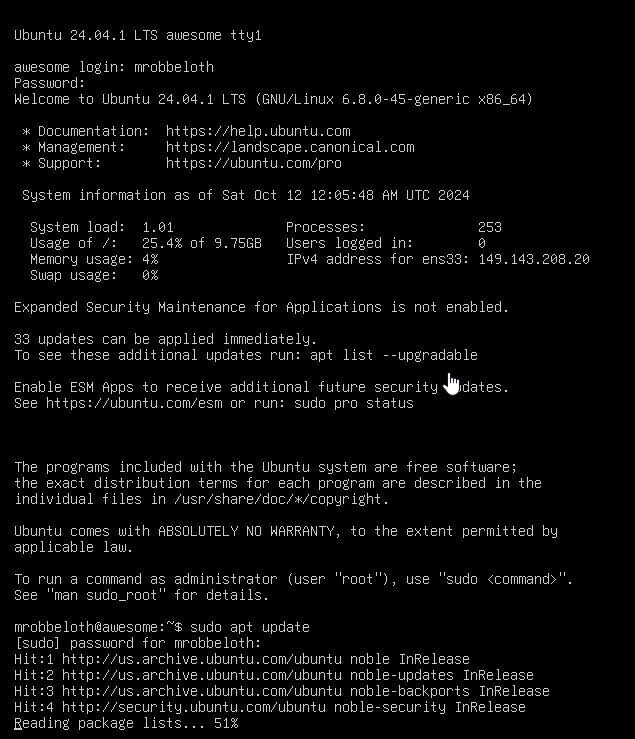 Ubuntu 24.04.1 LTS awesome tty1
awesome login: mrobbeloth
Password:
Welcome to Ubuntu 24.04.1 LTS (GNU/Linux 6.8.0-45-generic x86_64)
* Documentation:  https://help.ubuntu.com
* Management:     https://landscape.canonical.com
* Support:        https://ubuntu.com/pro
System information as of Sat Oct 12 12:05:48 AM UTC 2024
System load:  1.01              Processes:              253
Usage of /:   25.4% of 9.75GB   Users logged in:        0
Memory usage: 4%                IPv4 address for ens33: 149.143.208.20
Swap usage:   0%
Expanded Security Maintenance for Applications is not enabled.
33 updates can be applied immediately.
To see these additional updates run: apt list --upgradable
Enable ESM Apps to receive additional future security updates.
See https://ubuntu.com/esm or run: sudo pro status
The programs included with the Ubuntu system are free software;
the exact distribution terms for each program are described in the
individual files in /usr/share/doc/*/copyright.
Ubuntu comes with ABSOLUTELY NO WARRANTY, to the extent permitted by
applicable law.
To run a command as administrator (user "root"), use "sudo <command>".
See "man sudo_root" for details.
mrobbeloth@awesome:~$ sudo apt update
[sudo] password for mrobbeloth:
Hit:1 http://us.archive.ubuntu.com/ubuntu noble InRelease
Hit:2 http://us.archive.ubuntu.com/ubuntu noble-updates InRelease
Hit:3 http://us.archive.ubuntu.com/ubuntu noble-backports InRelease
Hit:4 http://security.ubuntu.com/ubuntu noble-security InRelease
Reading package lists... 51%